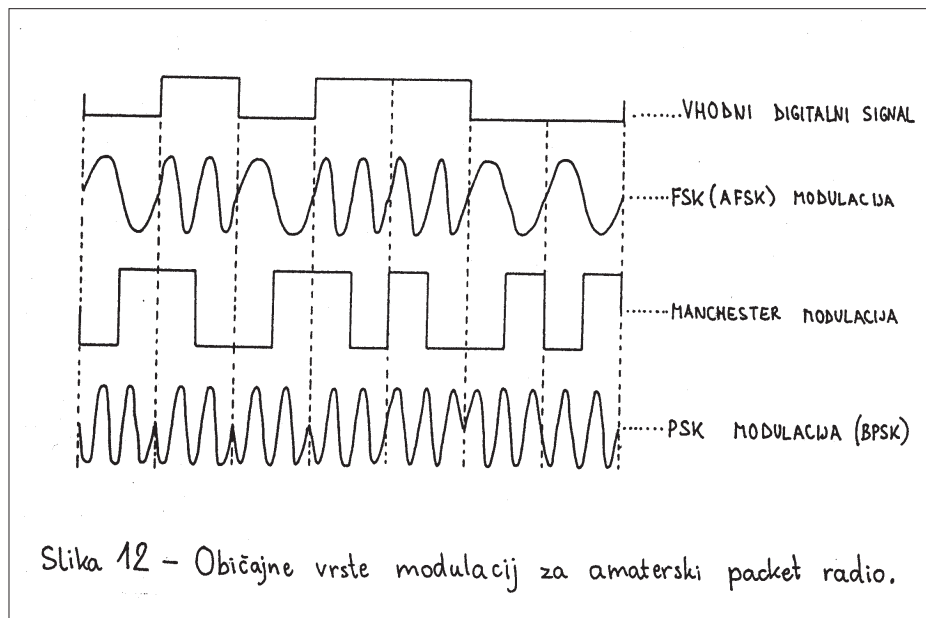 ........VHODNI DIGITALNI SIGNAL
........FSK (AFSK) MODULACIJA
........MANCHESTER MODULACIJA
........PSK MODULACIJA (BPSK)
Slika 12 – Običajne vrste modulacij za amaterski packet radio.